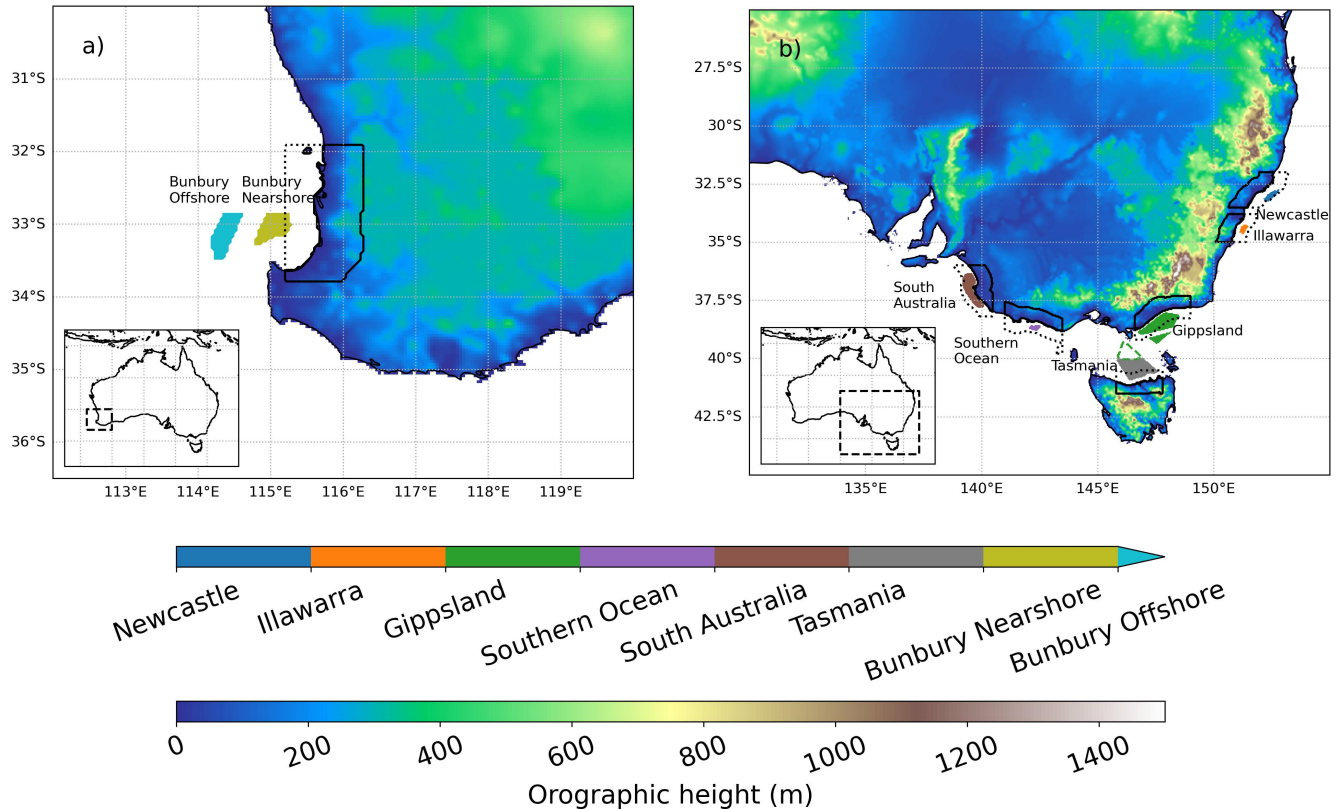 a)
31°S
32°S
33°S
34°S
35°S
36°S
Bunbury
Offshore
Bunbury
Nearshore
113°E
114°E
115°E
116°E
117°E
118°E
119°E
b)
27.5°S
30°S
32.5°S
35°S
37.5°S
40°S
42.5°S
Newcastle
Illawarra
South
Australia
Gippsland
Southern
Ocean
Tasmania
135°E
140°E
145°E
150°E
Newcastle
Illawarra
Gippsland
Southern Ocean
South Australia
Tasmania
Bunbury Nearshore
Bunbury Offshore
0
200
400
600
800
1000
1200
1400
Orographic height (m)